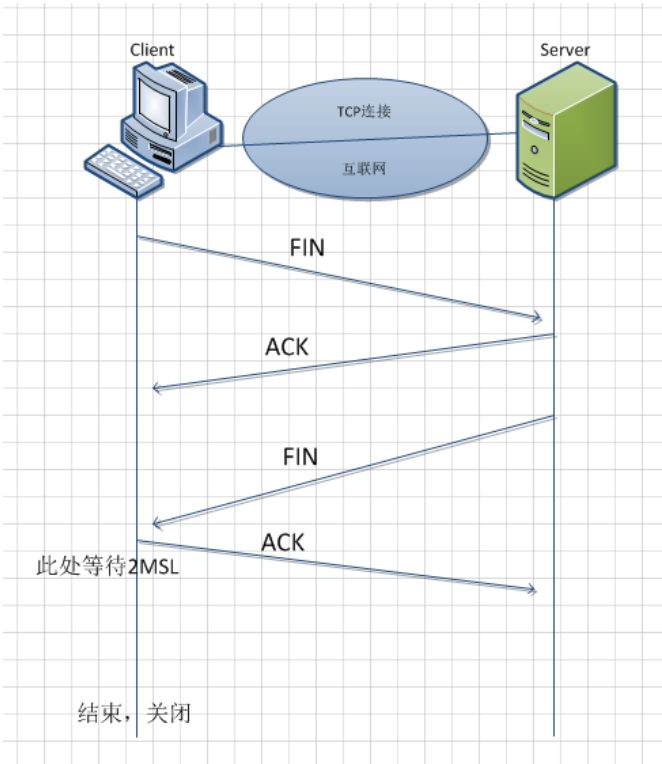 Client
Server
TCP连接
互联网
FIN
ACK
FIN
ACK
此处等待2MSL
结束，关闭